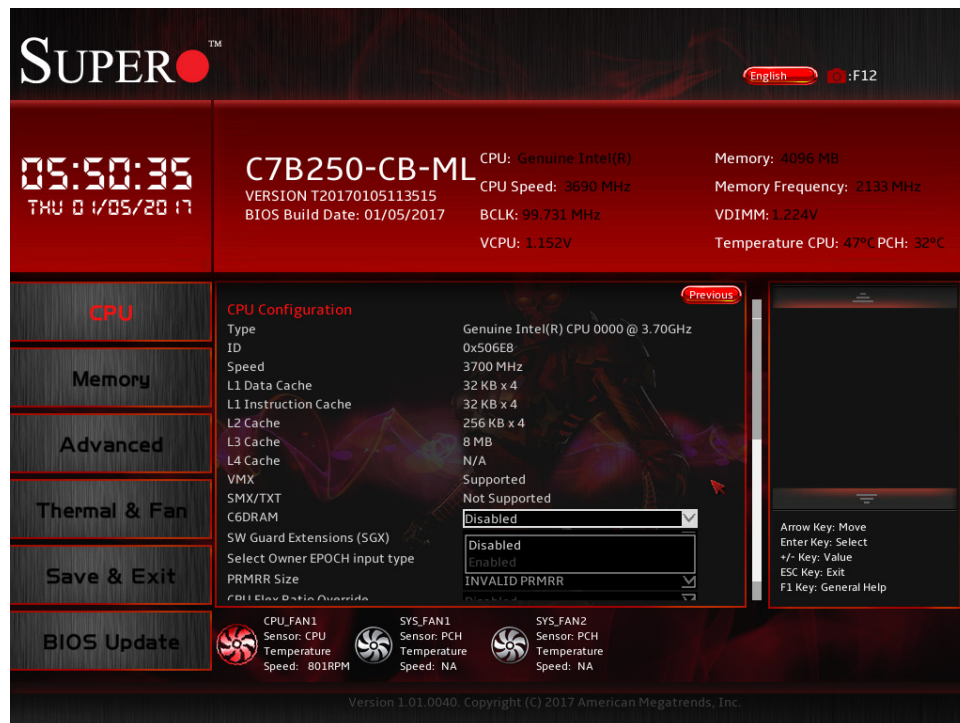 SUPER™
English :F12
05:50:35
THU 01/05/2017
C7B250-CB-ML
VERSION T20170105113515
BIOS Build Date: 01/05/2017
CPU: Genuine Intel(R)
CPU Speed: 3690 MHz
BCLK: 99.731 MHz
VCPU: 1.152V
Memory: 4096 MB
Memory Frequency: 2133 MHz
VDIMM: 1.224V
Temperature CPU: 47°C PCH: 32°C
CPU
Memory
Advanced
Thermal & Fan
Save & Exit
BIOS Update
Previous
CPU Configuration
Type Genuine Intel(R) CPU 0000 @ 3.70GHz
ID 0x506E8
Speed 3700 MHz
L1 Data Cache 32 KB x 4
L1 Instruction Cache 32 KB x 4
L2 Cache 256 KB x 4
L3 Cache 8 MB
L4 Cache N/A
VMX Supported
SMX/TXT Not Supported
C6DRAM Disabled
SW Guard Extensions (SGX) Disabled
Select Owner EPOCH input type Enabled
PRMRR Size INVALID PRMRR
CPU Flex Ratio Override Disabled
Arrow Key: Move
Enter Key: Select
+/- Key: Value
ESC Key: Exit
F1 Key: General Help
CPU_FAN1
Sensor: CPU
Temperature
Speed: 801RPM
SYS_FAN1
Sensor: PCH
Temperature
Speed: NA
SYS_FAN2
Sensor: PCH
Temperature
Speed: NA
Version 1.01.0040. Copyright (C) 2017 American Megatrends, Inc.